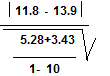 | 11.8 - 13.9 |
5.28+3.43
1- 10